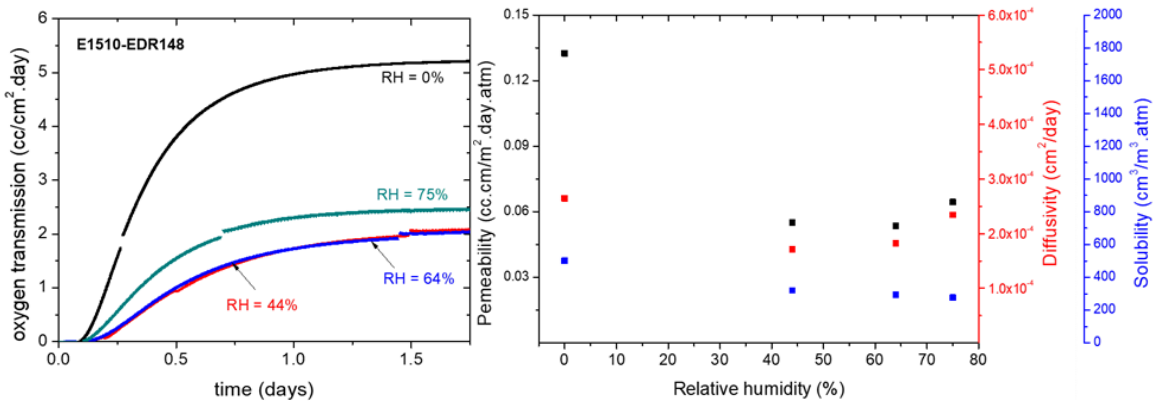 E1510-EDR148
RH = 0%
RH = 75%
RH = 64%
RH = 44%
oxygen transmission (cc/cm².day)
0
1
2
3
4
5
6
0.0
0.5
1.0
1.5
time (days)
Pemeability (cc.cm/m².day.atm)
0.15
0.12
0.09
0.06
0.03
0
10
20
30
40
50
60
70
80
Relative humidity (%)
6.0x10⁻⁴
5.0x10⁻⁴
4.0x10⁻⁴
3.0x10⁻⁴
2.0x10⁻⁴
1.0x10⁻⁴
Diffusivity (cm²/day)
2000
1800
1600
1400
1200
1000
800
600
400
200
0
Solubility (cm³/m³.atm)